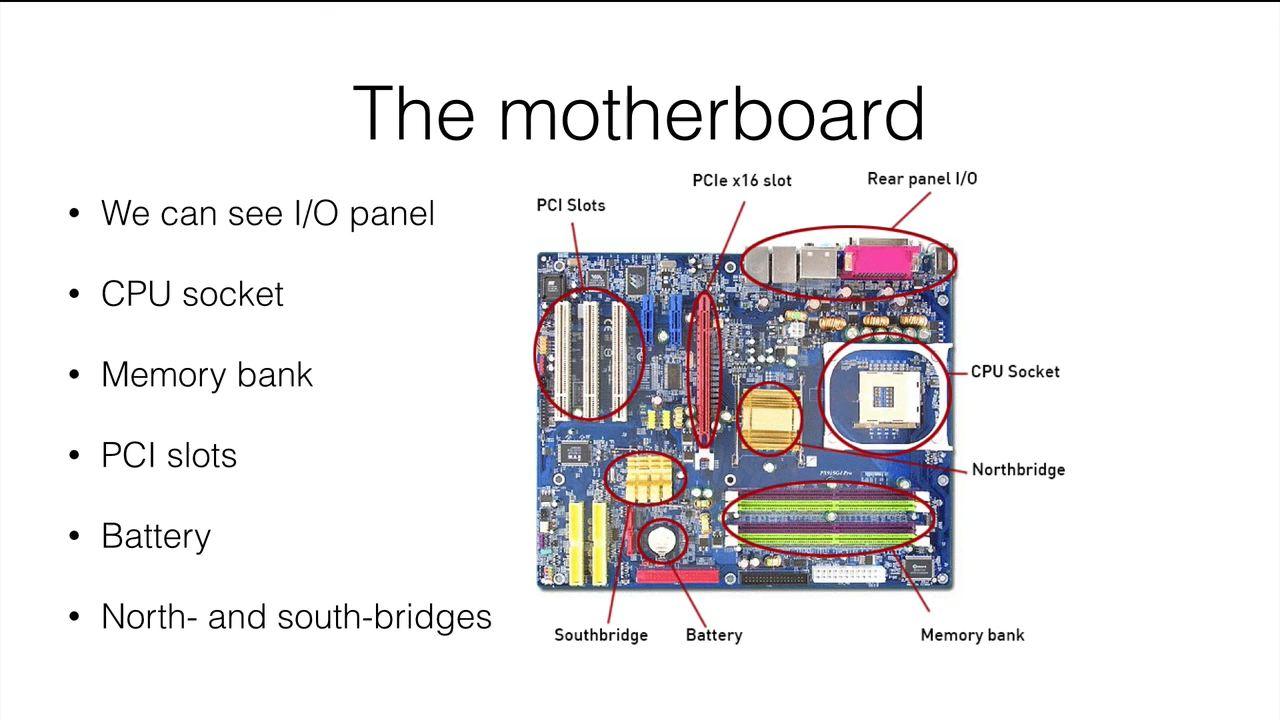 The motherboard
• We can see I/O panel
• CPU socket
• Memory bank
• PCI slots
• Battery
• North- and south-bridges
PCIe x16 slot
Rear panel I/O
PCI Slots
CPU Socket
Northbridge
Southbridge
Battery
Memory bank